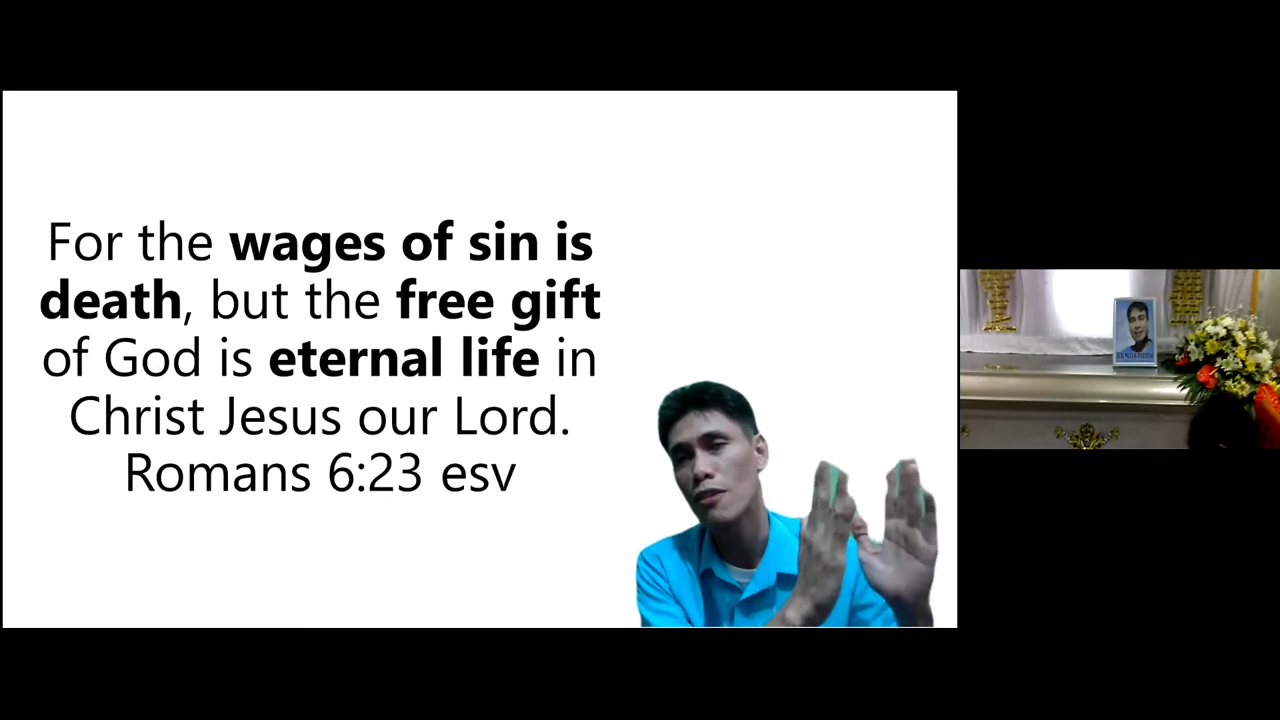 For the wages of sin is
death, but the free gift
of God is eternal life in
Christ Jesus our Lord.
Romans 6:23 esv